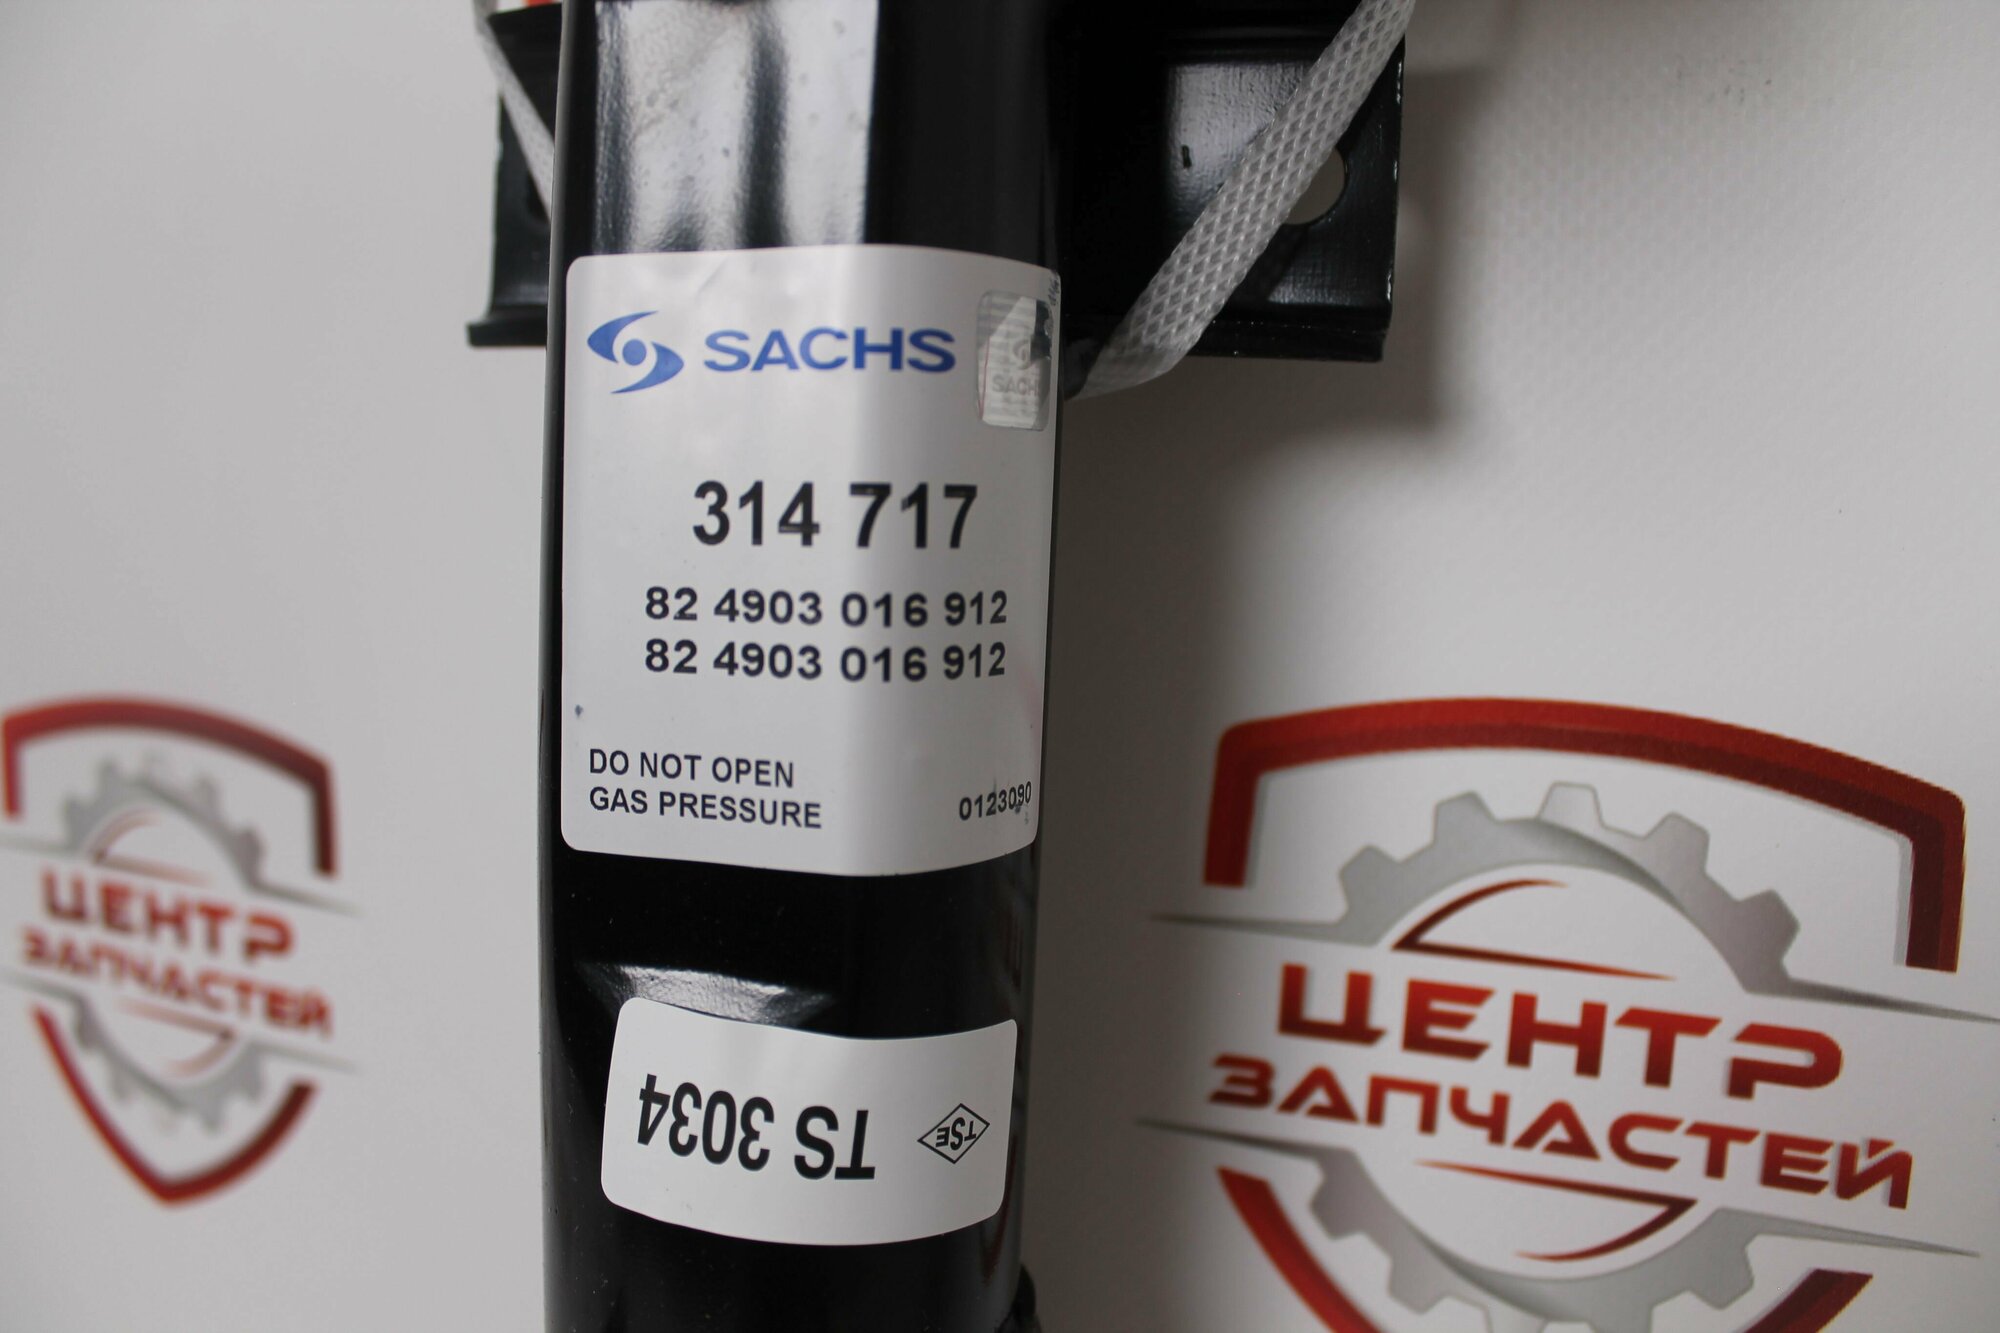 SACHS
SACHS
314 717
82 4903 016 912
82 4903 016 912
DO NOT OPEN
GAS PRESSURE
0123090
TS 3034
TSE
ЦЕНТР
ЗАПЧАСТЕЙ
ЦЕНТР
ЗАПЧАСТЕЙ